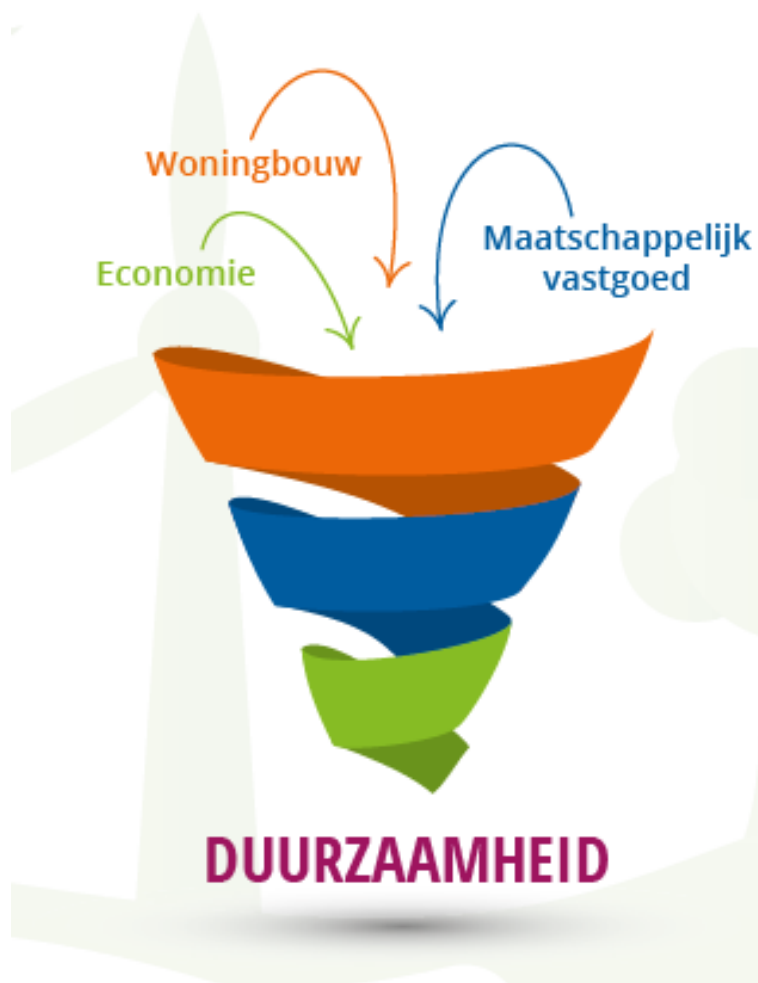 Woningbouw
Maatschappelijk
vastgoed
Economie
DUURZAAMHEID